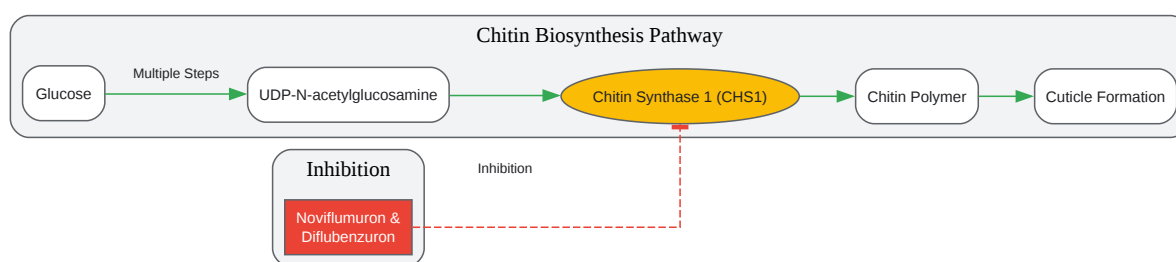 Chitin Biosynthesis Pathway
Glucose
Multiple Steps
UDP-N-acetylglucosamine
Chitin Synthase 1 (CHS1)
Chitin Polymer
Cuticle Formation
Inhibition
Inhibition
Noviflumuron &
Diflubenzuron